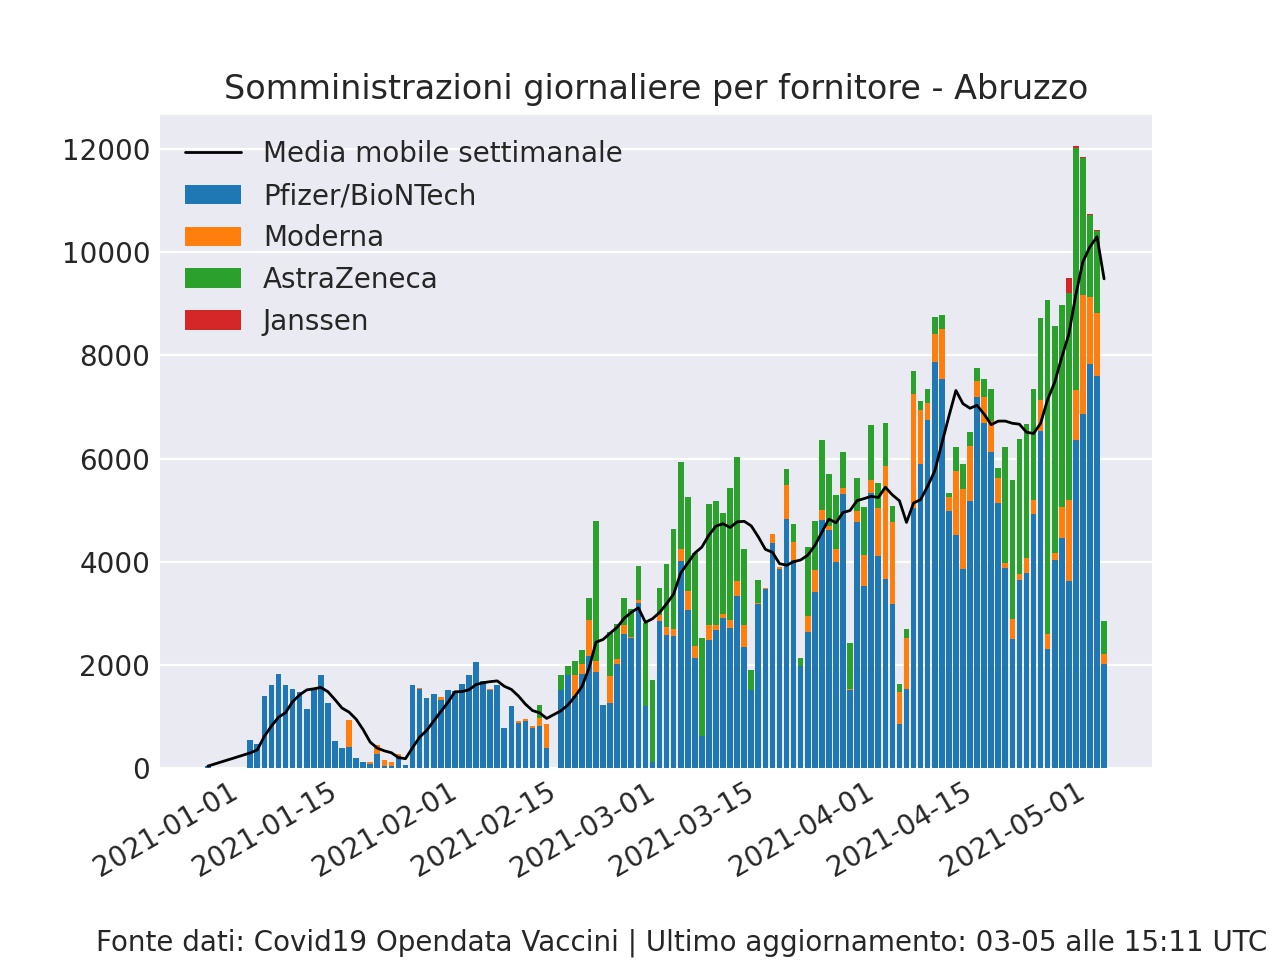 Somministrazioni giornaliere per fornitore - Abruzzo
12000
10000
8000
6000
4000
2000
0
Media mobile settimanale
Pfizer/BioNTech
Moderna
AstraZeneca
Janssen
2021-01-01
2021-01-15
2021-02-01
2021-02-15
2021-03-01
2021-03-15
2021-04-01
2021-04-15
2021-05-01
Fonte dati: Covid19 Opendata Vaccini | Ultimo aggiornamento: 03-05 alle 15:11 UTC